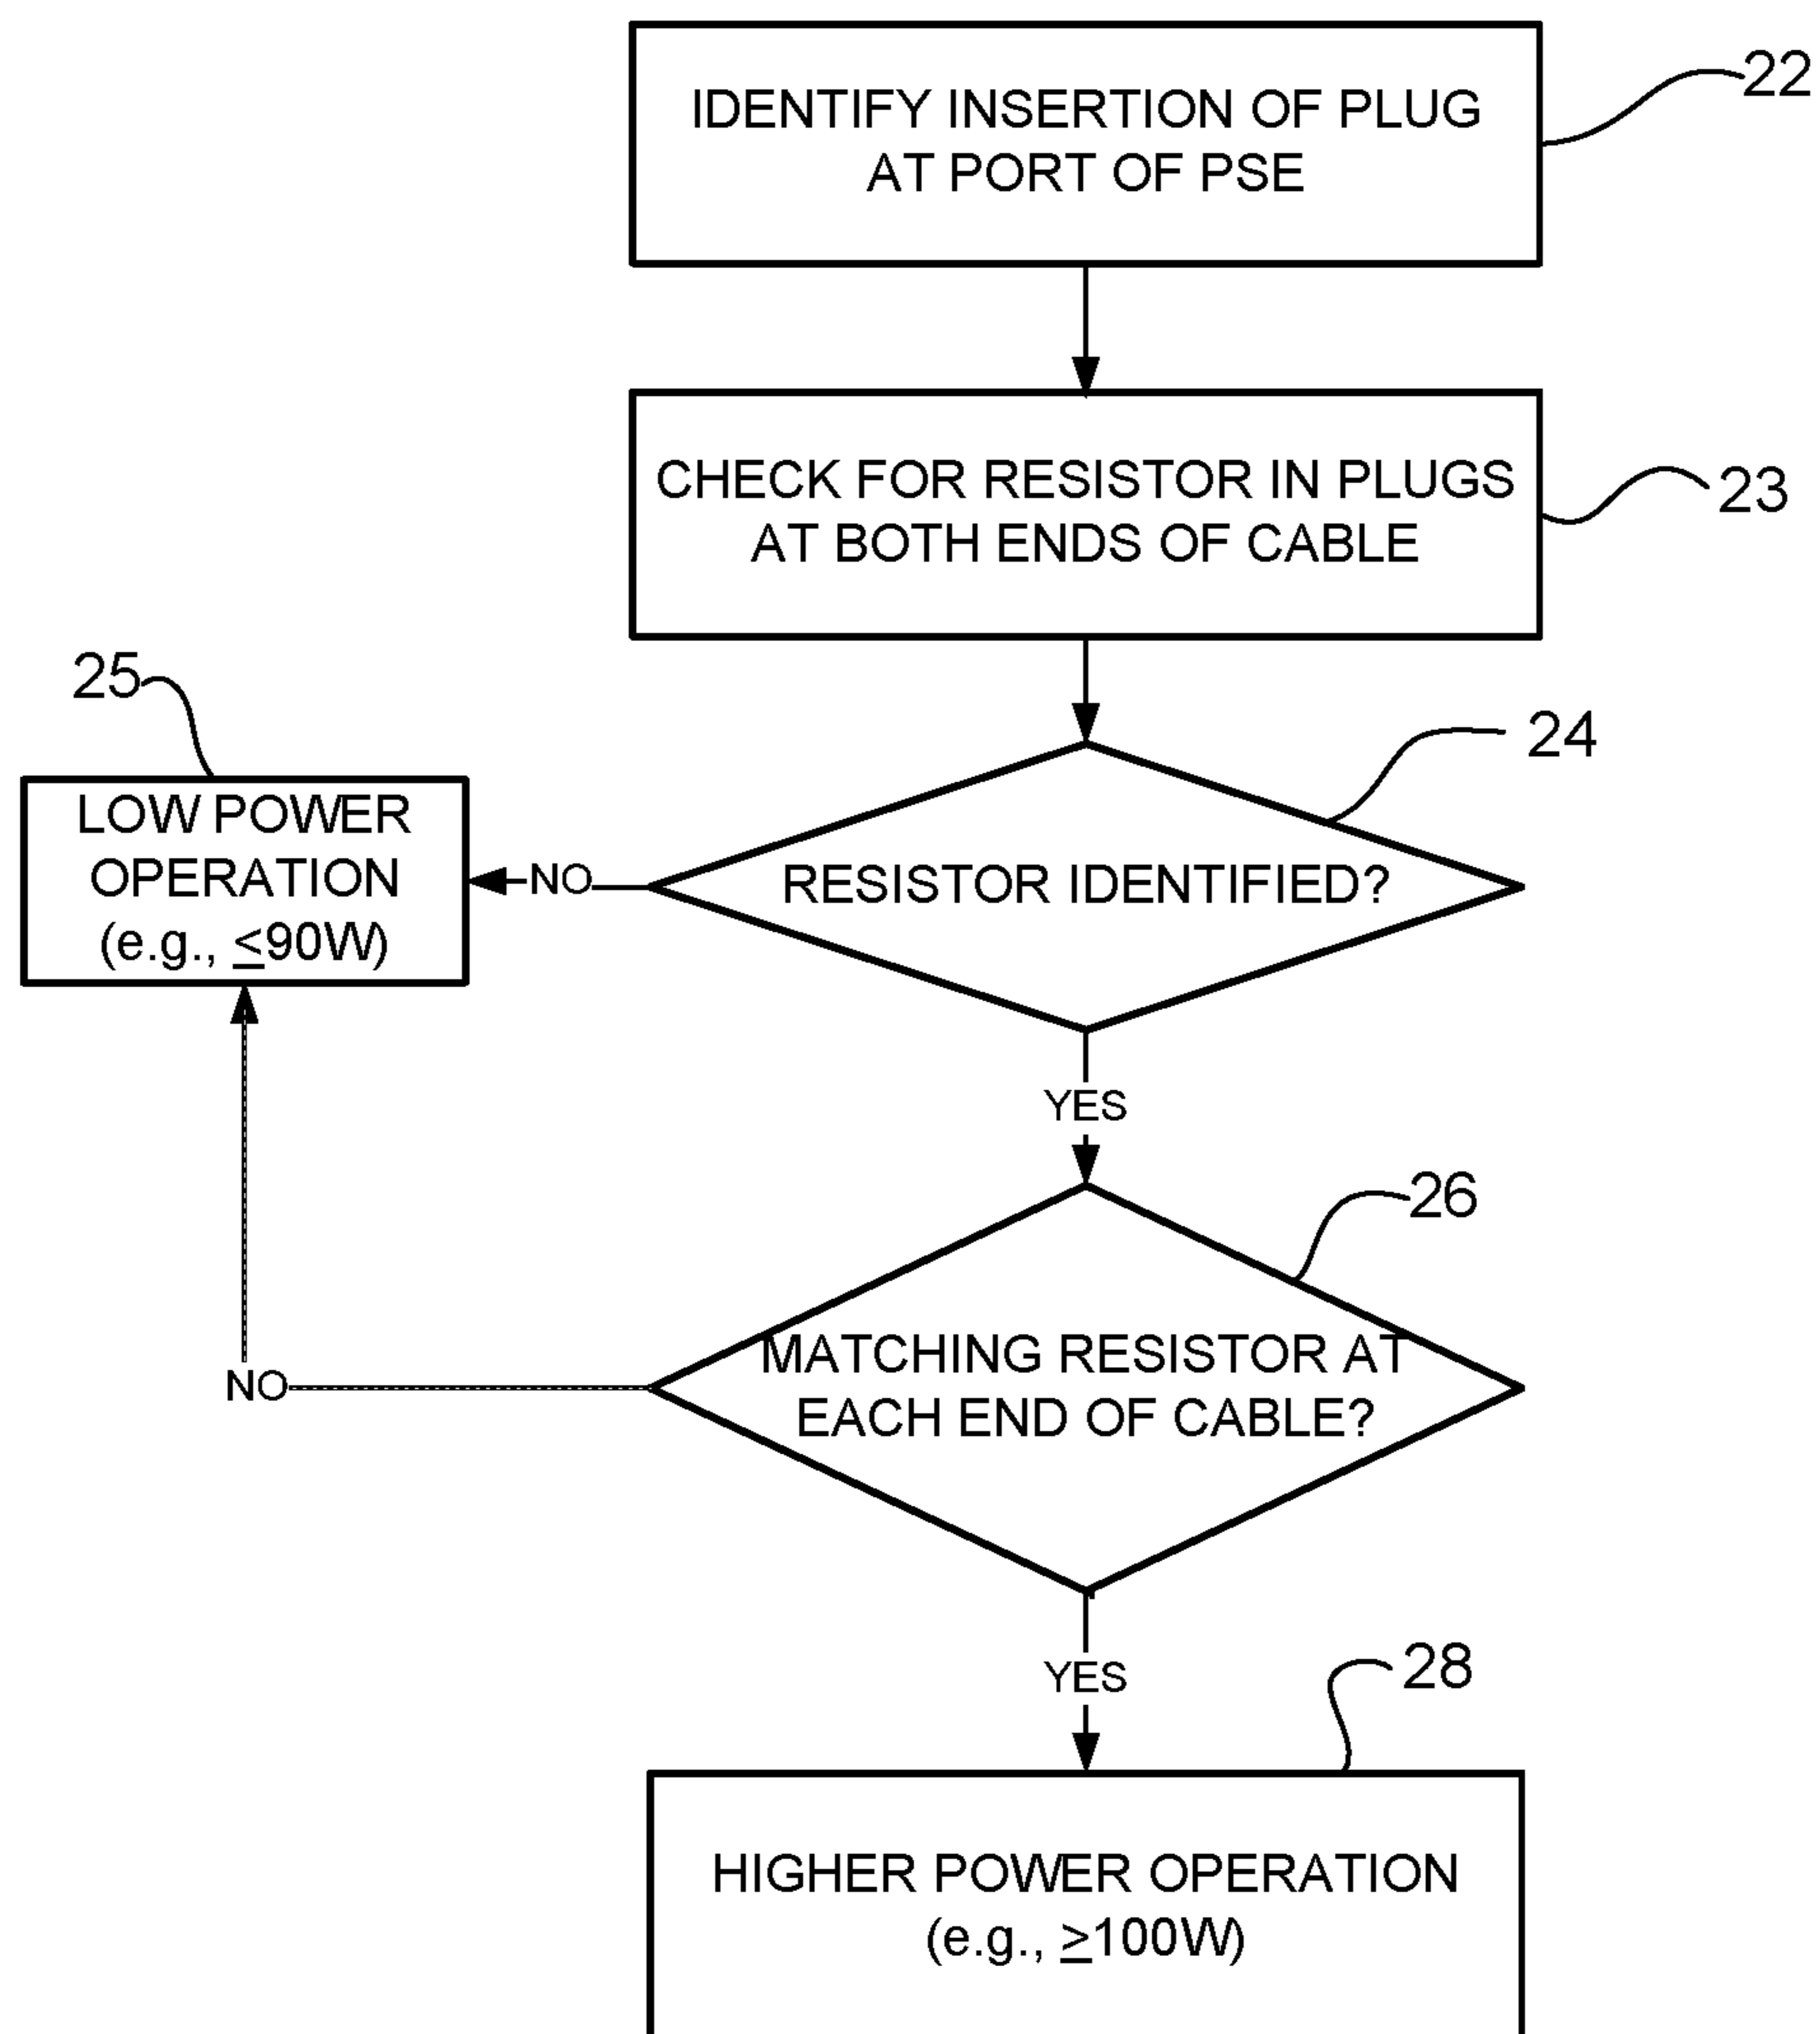 IDENTIFY INSERTION OF PLUG
AT PORT OF PSE
22
CHECK FOR RESISTOR IN PLUGS
AT BOTH ENDS OF CABLE
23
25
24
LOW POWER
OPERATION
(e.g., ≤90W)
NO
RESISTOR IDENTIFIED?
YES
26
MATCHING RESISTOR AT
EACH END OF CABLE?
NO
YES
28
HIGHER POWER OPERATION
(e.g., ≥100W)